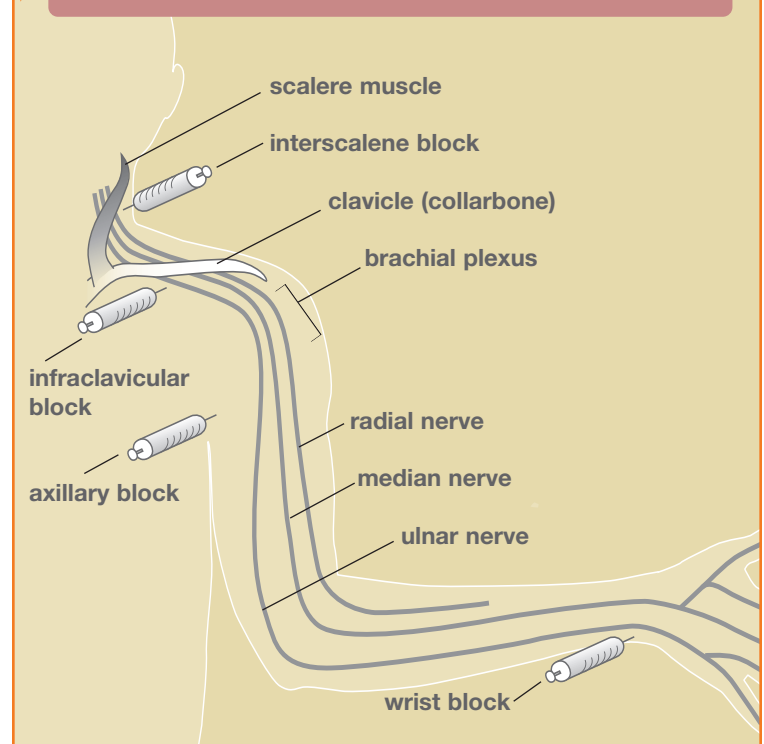 scalere muscle
interscalene block
clavicle (collarbone)
brachial plexus
infraclavicular
block
radial nerve
median nerve
axillary block
ulnar nerve
wrist block